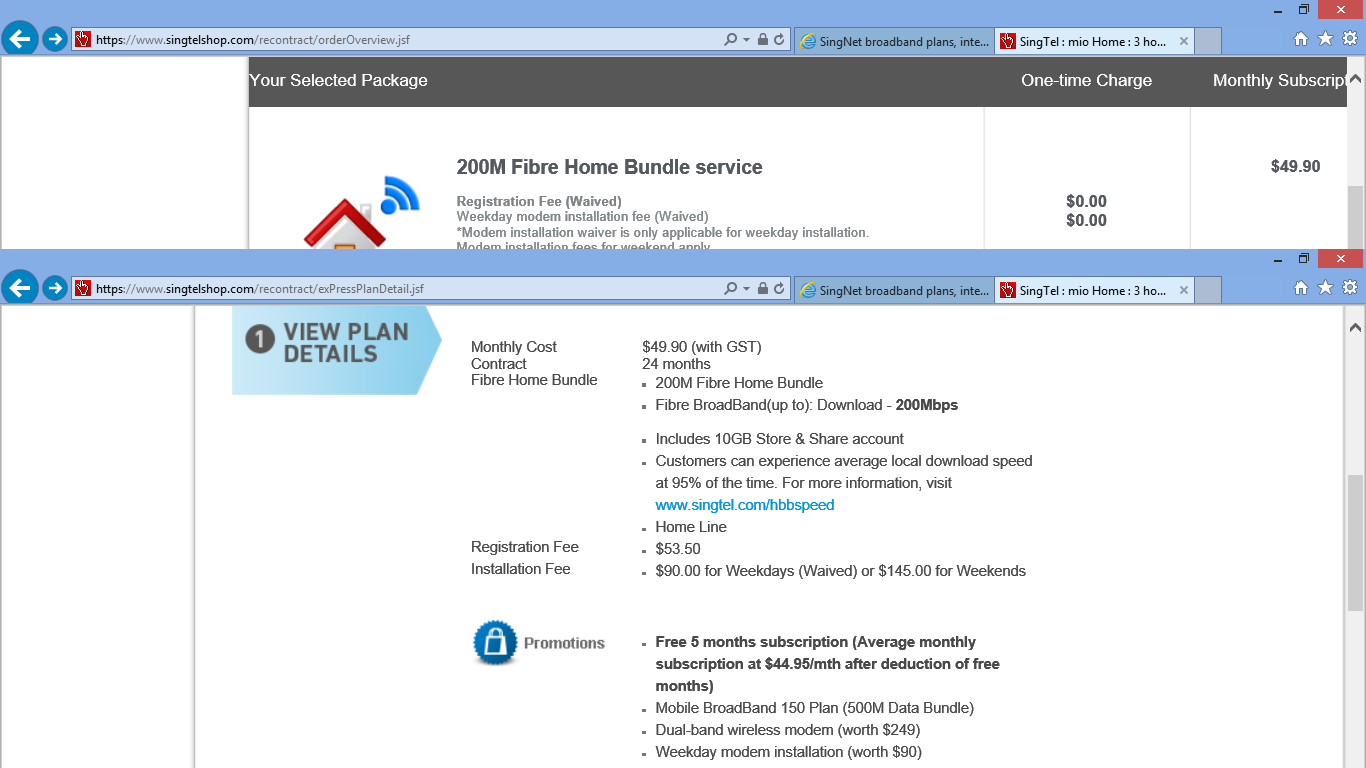 https://www.singtelshop.com/recontract/orderOverview.jsf
SingNet broadband plans, inte...
SingTel : mio Home : 3 ho...
Your Selected Package
One-time Charge
Monthly Subscript
200M Fibre Home Bundle service
$49.90
Registration Fee (Waived)
$0.00
Weekday modem installation fee (Waived)
$0.00
*Modem installation waiver is only applicable for weekday installation.
Modem installation fees for weekend apply
https://www.singtelshop.com/recontract/exPressPlanDetail.jsf
SingNet broadband plans, inte...
SingTel : mio Home : 3 ho...
1 VIEW PLAN
DETAILS
Monthly Cost $49.90 (with GST)
Contract 24 months
Fibre Home Bundle
200M Fibre Home Bundle
Fibre BroadBand(up to): Download - 200Mbps
Includes 10GB Store & Share account
Customers can experience average local download speed
at 95% of the time. For more information, visit
www.singtel.com/hbbspeed
Home Line
Registration Fee $53.50
Installation Fee $90.00 for Weekdays (Waived) or $145.00 for Weekends
Promotions
Free 5 months subscription (Average monthly
subscription at $44.95/mth after deduction of free
months)
Mobile BroadBand 150 Plan (500M Data Bundle)
Dual-band wireless modem (worth $249)
Weekday modem installation (worth $90)